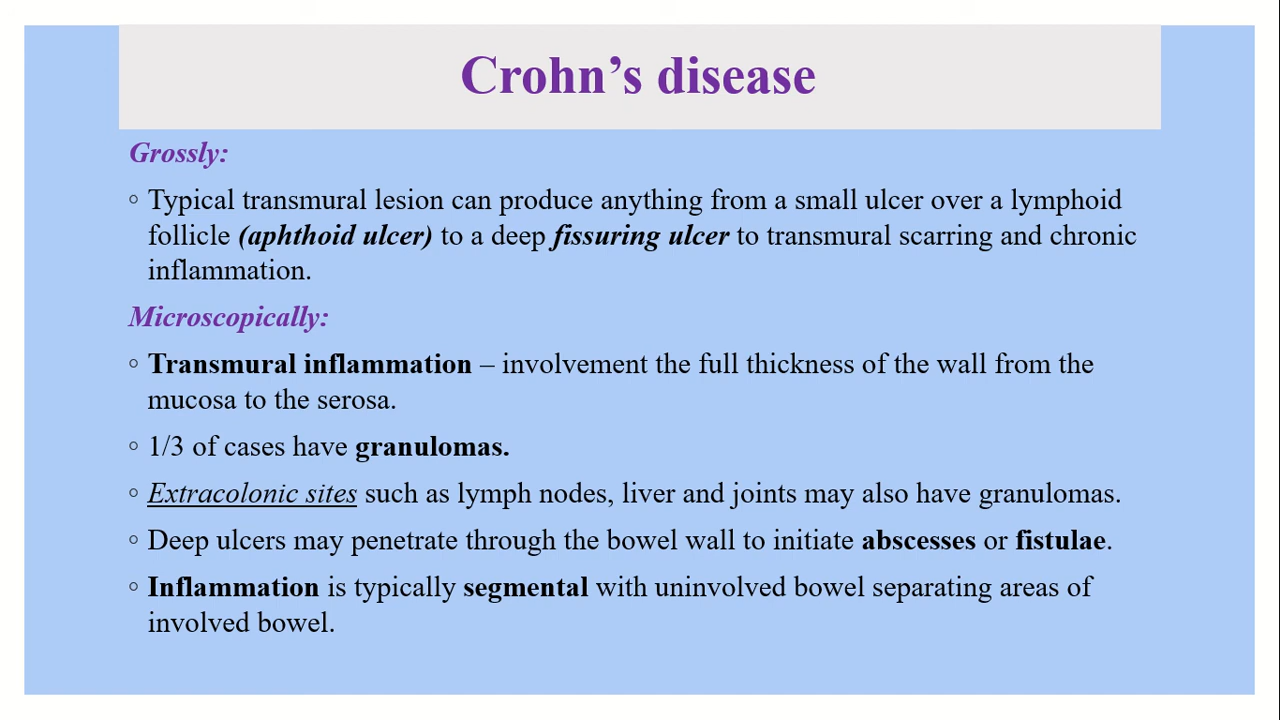 Crohn’s disease
Grossly:
◦ Typical transmural lesion can produce anything from a small ulcer over a lymphoid
follicle (aphthoid ulcer) to a deep fissuring ulcer to transmural scarring and chronic
inflammation.
Microscopically:
◦ Transmural inflammation – involvement the full thickness of the wall from the
mucosa to the serosa.
◦ 1/3 of cases have granulomas.
◦ Extracolonic sites such as lymph nodes, liver and joints may also have granulomas.
◦ Deep ulcers may penetrate through the bowel wall to initiate abscesses or fistulae.
◦ Inflammation is typically segmental with uninvolved bowel separating areas of
involved bowel.